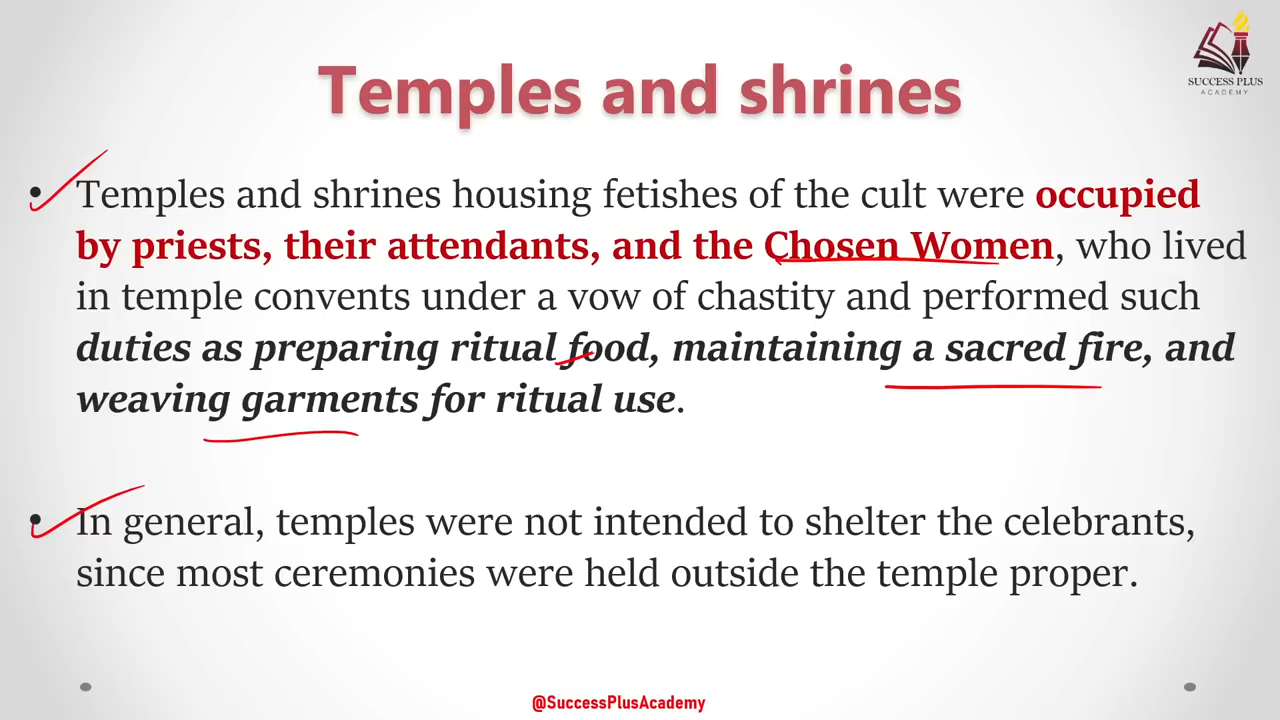 SUCCESS PLUS
ACADEMY
Temples and shrines
• Temples and shrines housing fetishes of the cult were occupied
by priests, their attendants, and the Chosen Women, who lived
in temple convents under a vow of chastity and performed such
duties as preparing ritual food, maintaining a sacred fire, and
weaving garments for ritual use.
• In general, temples were not intended to shelter the celebrants,
since most ceremonies were held outside the temple proper.
@SuccessPlusAcademy